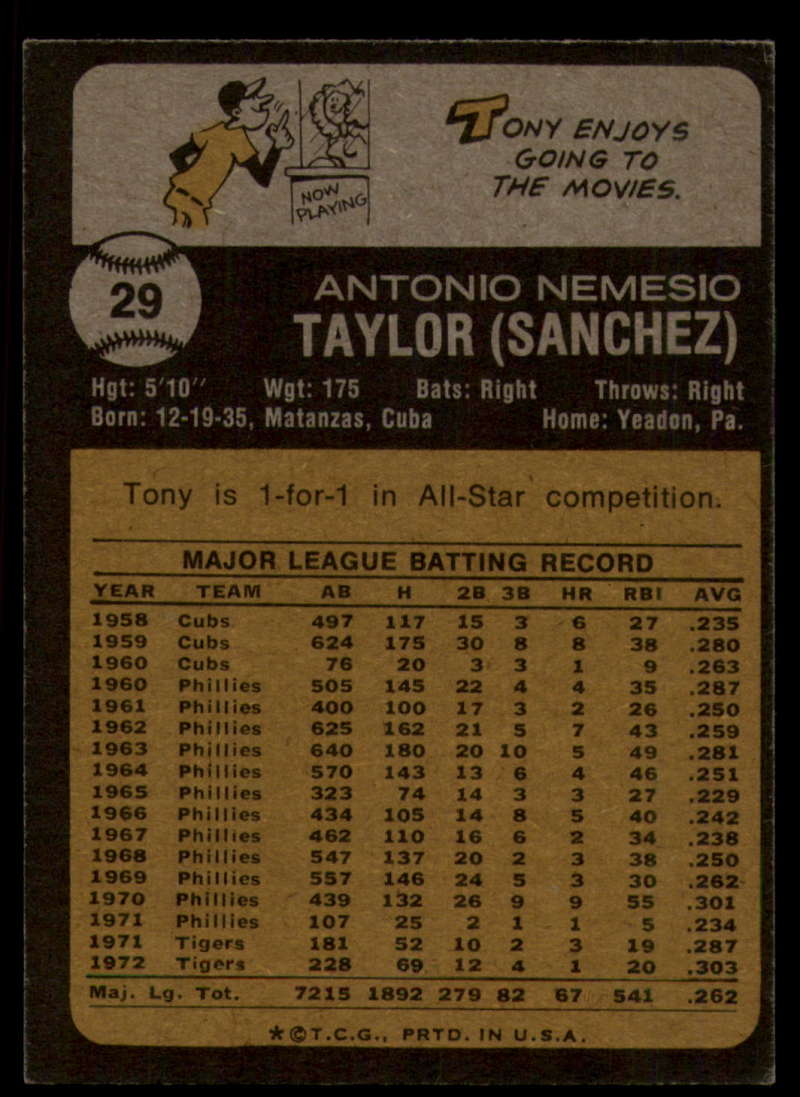 TONY ENJOYS
GOING TO
THE MOVIES.
NOW
PLAYING
29
ANTONIO NEMESIO
TAYLOR (SANCHEZ)
Hgt: 5'10" Wgt: 175 Bats: Right Throws: Right
Born: 12-19-35, Matanzas, Cuba Home: Yeadon, Pa.
Tony is 1-for-1 in All-Star competition.
MAJOR LEAGUE BATTING RECORD
YEAR TEAM AB H 2B 3B HR RBI AVG
1958 Cubs 497 117 15 3 6 27 .235
1959 Cubs 624 175 30 8 8 38 .280
1960 Cubs 76 20 3 3 1 9 .263
1960 Phillies 505 145 22 4 4 35 .287
1961 Phillies 400 100 17 3 2 26 .250
1962 Phillies 625 162 21 5 7 43 .259
1963 Phillies 640 180 20 10 5 49 .281
1964 Phillies 570 143 13 6 4 46 .251
1965 Phillies 323 74 14 3 3 27 .229
1966 Phillies 434 105 14 8 5 40 .242
1967 Phillies 462 110 16 6 2 34 .238
1968 Phillies 547 137 20 2 3 38 .250
1969 Phillies 557 146 24 5 3 30 .262
1970 Phillies 439 132 26 9 9 55 .301
1971 Phillies 107 25 2 1 1 5 .234
1971 Tigers 181 52 10 2 3 19 .287
1972 Tigers 228 69 12 4 1 20 .303
Maj. Lg. Tot. 7215 1892 279 82 67 541 .262
*©T.C.G., PRTD. IN U.S.A.